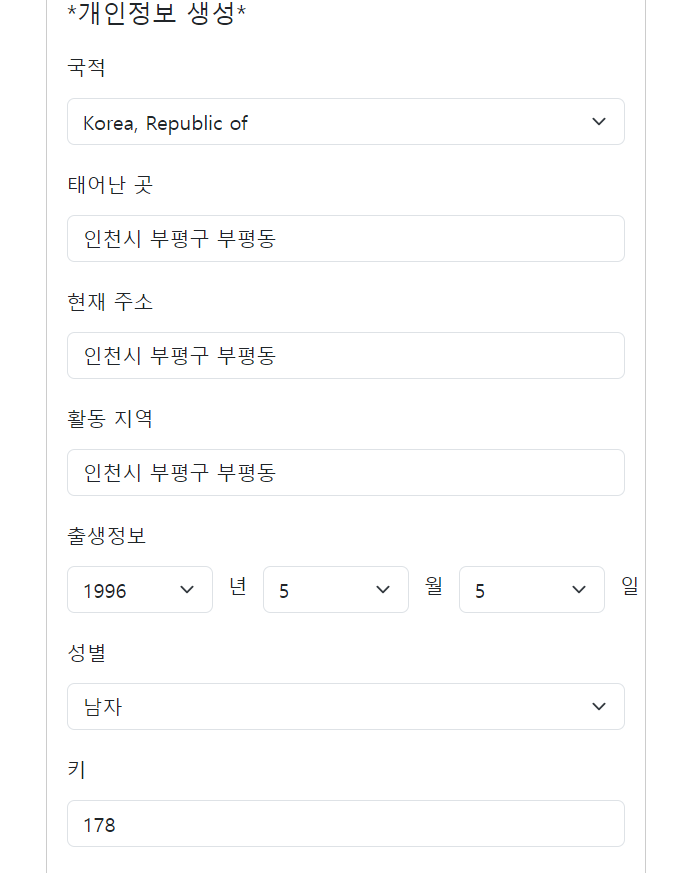 *개인정보 생성*
국적
Korea, Republic of
태어난 곳
인천시 부평구 부평동
현재 주소
인천시 부평구 부평동
활동 지역
인천시 부평구 부평동
출생정보
1996 년 5 월 5 일
성별
남자
키
178